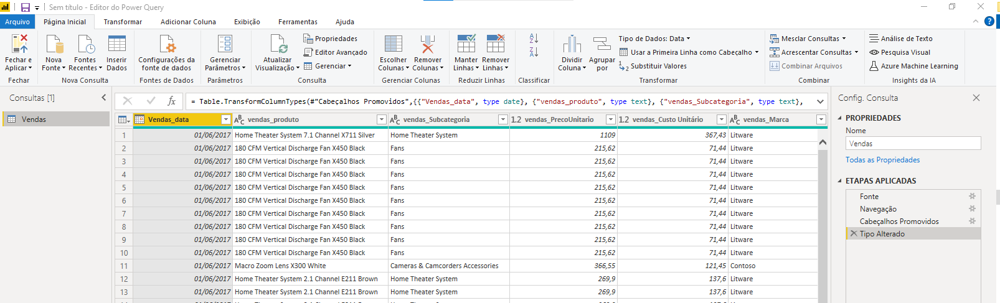 Sem título - Editor do Power Query
Arquivo Página Inicial Transformar Adicionar Coluna Exibição Ferramentas Ajuda
Fechar e Aplicar
Nova Fonte
Fontes Recentes
Inserir Dados
Configurações da fonte de dados
Gerenciar Parâmetros
Atualizar Visualização
Propriedades
Editor Avançado
Gerenciar
Escolher Colunas
Remover Colunas
Manter Linhas
Remover Linhas
Dividir Coluna
Agrupar por
Tipo de Dados: Data
Usar a Primeira Linha como Cabeçalho
Substituir Valores
Mesclar Consultas
Acrescentar Consultas
Combinar Arquivos
Análise de Texto
Pesquisa Visual
Azure Machine Learning
Fechar Nova Consulta Fontes de Dados Parâmetros Consulta Gerenciar Colunas Reduzir Linhas Classificar Transformar Combinar Insights da IA
Consultas [1]
Vendas
= Table.TransformColumnTypes(#"Cabeçalhos Promovidos",{{"Vendas_data", type date}, {"vendas_produto", type text}, {"vendas_Subcategoria", type text},
Vendas_data ABC vendas_produto ABC vendas_Subcategoria 1.2 vendas_PrecoUnitario 1.2 vendas_Custo Unitário ABC vendas_Marca
1 01/06/2017 Home Theater System 7.1 Channel X711 Silver Home Theater System 1109 367,43 Litware
2 01/06/2017 180 CFM Vertical Discharge Fan X450 Black Fans 215,62 71,44 Litware
3 01/06/2017 180 CFM Vertical Discharge Fan X450 Black Fans 215,62 71,44 Litware
4 01/06/2017 180 CFM Vertical Discharge Fan X450 Black Fans 215,62 71,44 Litware
5 01/06/2017 180 CFM Vertical Discharge Fan X450 Black Fans 215,62 71,44 Litware
6 01/06/2017 180 CFM Vertical Discharge Fan X450 Black Fans 215,62 71,44 Litware
7 01/06/2017 180 CFM Vertical Discharge Fan X450 Black Fans 215,62 71,44 Litware
8 01/06/2017 180 CFM Vertical Discharge Fan X450 Black Fans 215,62 71,44 Litware
9 01/06/2017 180 CFM Vertical Discharge Fan X450 Black Fans 215,62 71,44 Litware
10 01/06/2017 180 CFM Vertical Discharge Fan X450 Black Fans 215,62 71,44 Litware
11 01/06/2017 Macro Zoom Lens X300 White Cameras & Camcorders Accessories 366,55 121,45 Contoso
12 01/06/2017 Home Theater System 2.1 Channel E211 Brown Home Theater System 269,9 137,6 Litware
13 01/06/2017 Home Theater System 2.1 Channel E211 Brown Home Theater System 269,9 137,6 Litware
Config. Consulta
PROPRIEDADES
Nome
Vendas
Todas as Propriedades
ETAPAS APLICADAS
Fonte
Navegação
Cabeçalhos Promovidos
Tipo Alterado